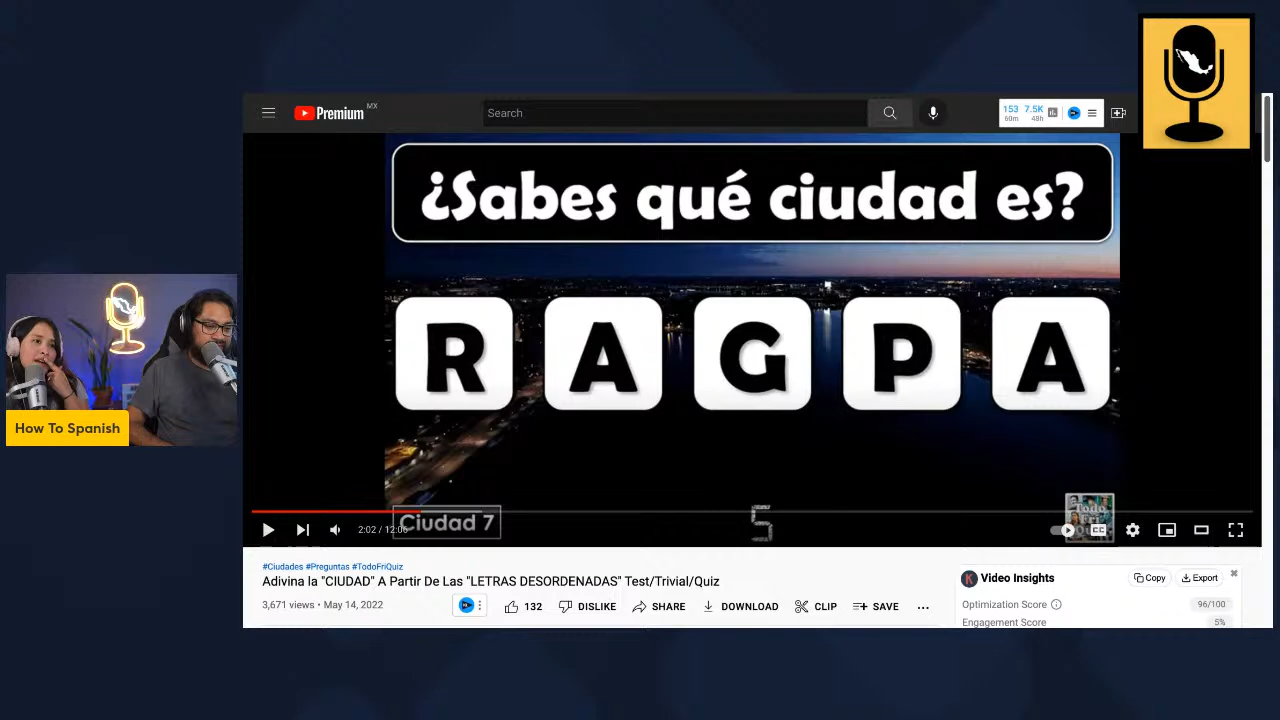 Premium MX
Search
153 7.5K
60m 48h
¿Sabes qué ciudad es?
R A G P A
How To Spanish
Ciudad 7
5
2:02 / 12:06
CC
#Ciudades #Preguntas #TodoFriQuiz
Adivina la "CIUDAD" A Partir De Las "LETRAS DESORDENADAS" Test/Trivial/Quiz
3,671 views • May 14, 2022
132 DISLIKE SHARE DOWNLOAD CLIP SAVE ...
K Video Insights Copy Export
Optimization Score 96/100
Engagement Score 5%